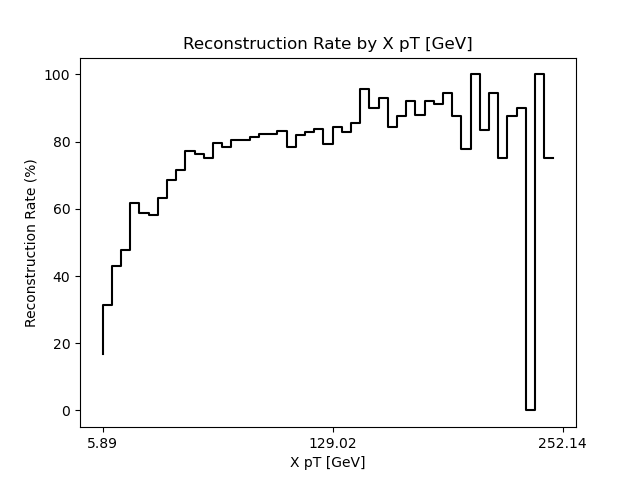 Reconstruction Rate by X pT [GeV]
Reconstruction Rate (%)
100
80
60
40
20
0
5.89 129.02 252.14
X pT [GeV]